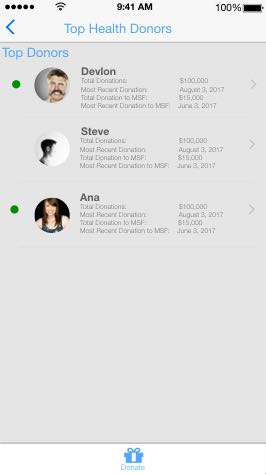 9:41 AM 100%
Top Health Donors
Top Donors
Devlon
Total Donations: $100,000
Most Recent Donation: August 3, 2017
Total Donation to MSF: $15,000
Most Recent Donation to MSF: June 3, 2017
Steve
Total Donations: $100,000
Most Recent Donation: August 3, 2017
Total Donation to MSF: $15,000
Most Recent Donation to MSF: June 3, 2017
Ana
Total Donations: $100,000
Most Recent Donation: August 3, 2017
Total Donation to MSF: $15,000
Most Recent Donation to MSF: June 3, 2017
Donate